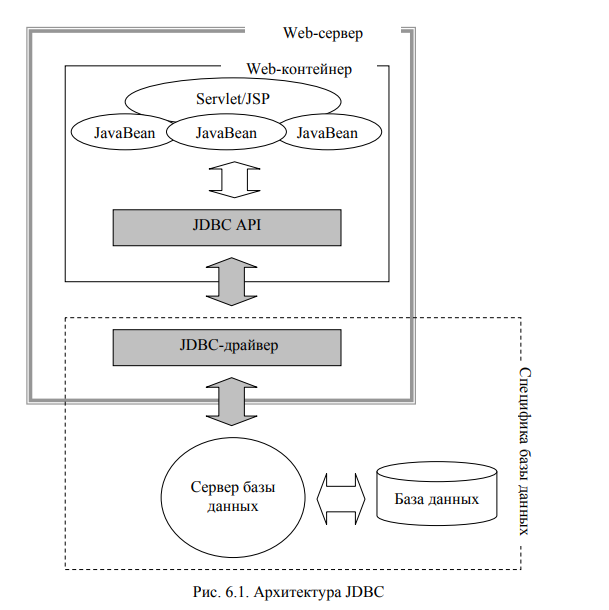 Web-сервер
Web-контейнер
Servlet/JSP
JavaBean
JavaBean
JavaBean
JDBC API
JDBC-драйвер
Специфика базы данных
Сервер базы
данных
База данных
Рис. 6.1. Архитектура JDBC